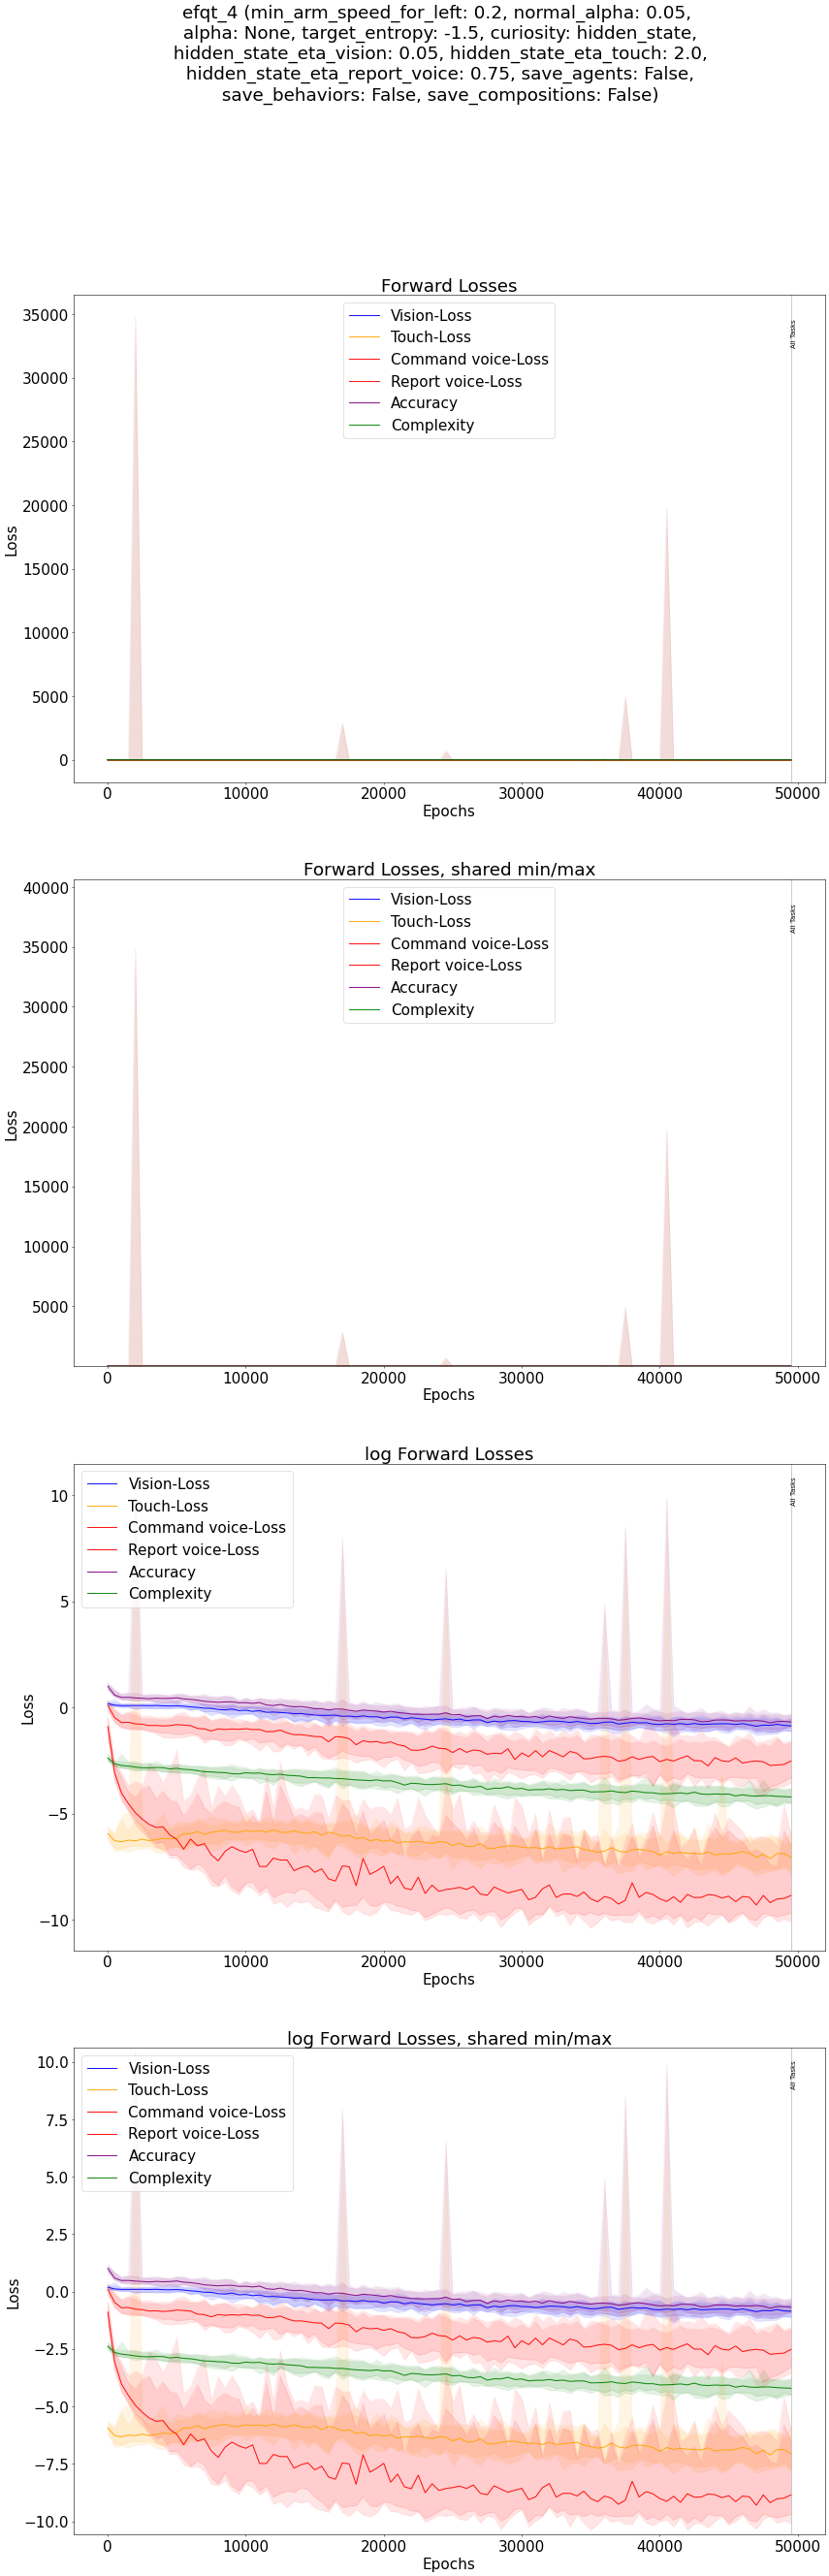 efqt_4 (min_arm_speed_for_left: 0.2, normal_alpha: 0.05,
alpha: None, target_entropy: -1.5, curiosity: hidden_state,
hidden_state_eta_vision: 0.05, hidden_state_eta_touch: 2.0,
hidden_state_eta_report_voice: 0.75, save_agents: False,
save_behaviors: False, save_compositions: False)
Forward Losses
35000
30000
25000
20000
15000
10000
5000
0
Loss
Vision-Loss
Touch-Loss
Command voice-Loss
Report voice-Loss
Accuracy
Complexity
All Tasks
0 10000 20000 30000 40000 50000
Epochs
Forward Losses, shared min/max
40000
35000
30000
25000
20000
15000
10000
5000
Loss
Vision-Loss
Touch-Loss
Command voice-Loss
Report voice-Loss
Accuracy
Complexity
All Tasks
0 10000 20000 30000 40000 50000
Epochs
log Forward Losses
10
5
0
−5
−10
Loss
Vision-Loss
Touch-Loss
Command voice-Loss
Report voice-Loss
Accuracy
Complexity
All Tasks
0 10000 20000 30000 40000 50000
Epochs
log Forward Losses, shared min/max
10.0
7.5
5.0
2.5
0.0
−2.5
−5.0
−7.5
−10.0
Loss
Vision-Loss
Touch-Loss
Command voice-Loss
Report voice-Loss
Accuracy
Complexity
All Tasks
0 10000 20000 30000 40000 50000
Epochs